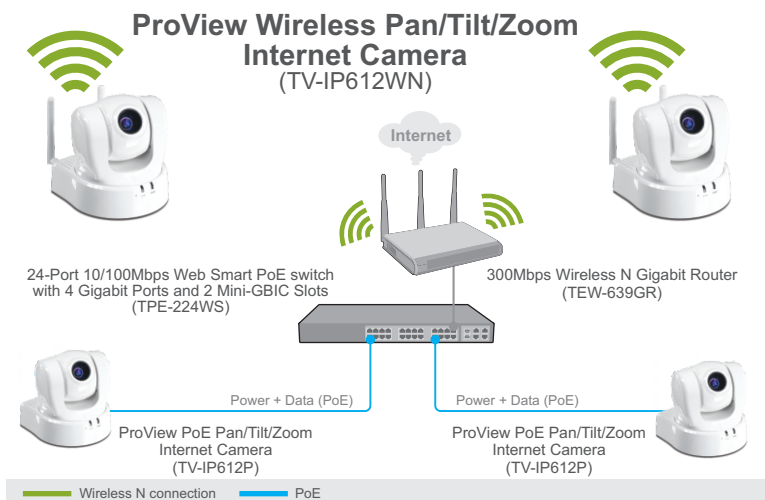 ProView Wireless Pan/Tilt/Zoom
Internet Camera
(TV-IP612WN)
Internet
24-Port 10/100Mbps Web Smart PoE switch
with 4 Gigabit Ports and 2 Mini-GBIC Slots
(TPE-224WS)
300Mbps Wireless N Gigabit Router
(TEW-639GR)
Power + Data (PoE)
Power + Data (PoE)
ProView PoE Pan/Tilt/Zoom
Internet Camera
(TV-IP612P)
ProView PoE Pan/Tilt/Zoom
Internet Camera
(TV-IP612P)
Wireless N connection
PoE